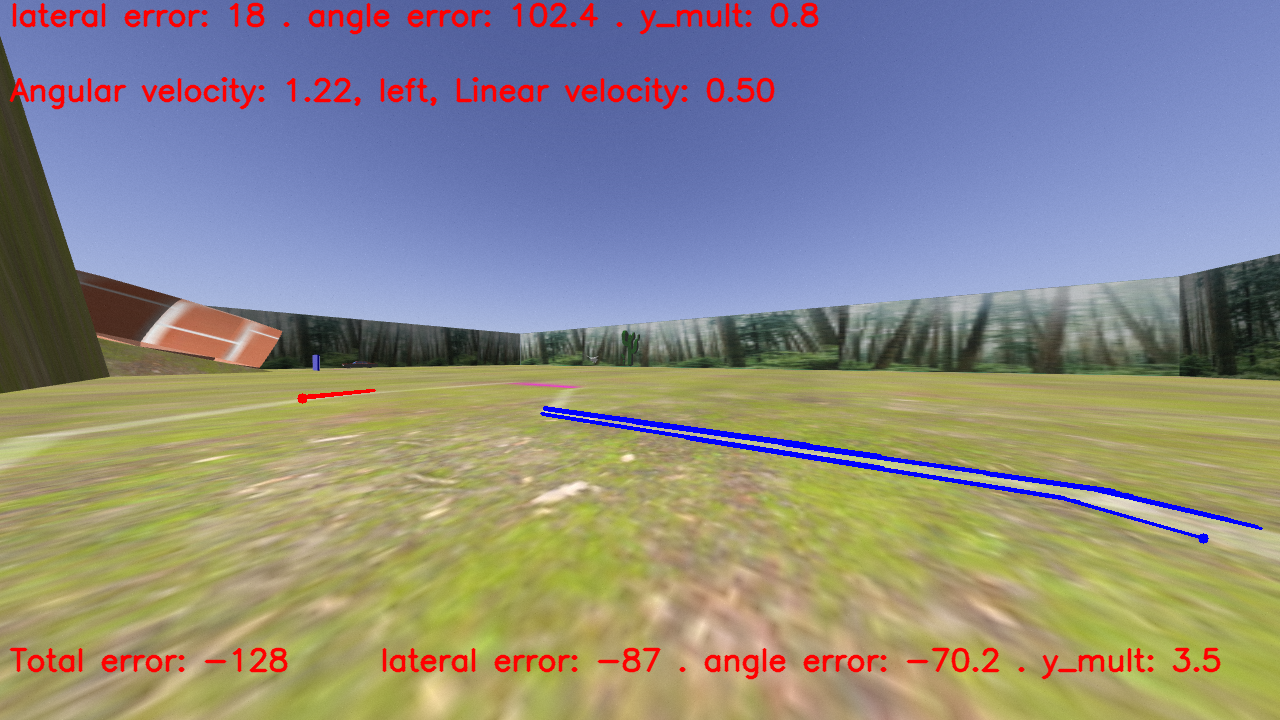 lateral error: 18 . angle error: 102.4 . y_mult: 0.8
Angular velocity: 1.22, left, Linear velocity: 0.50
Total error: -128 lateral error: -87 . angle error: -70.2 . y_mult: 3.5